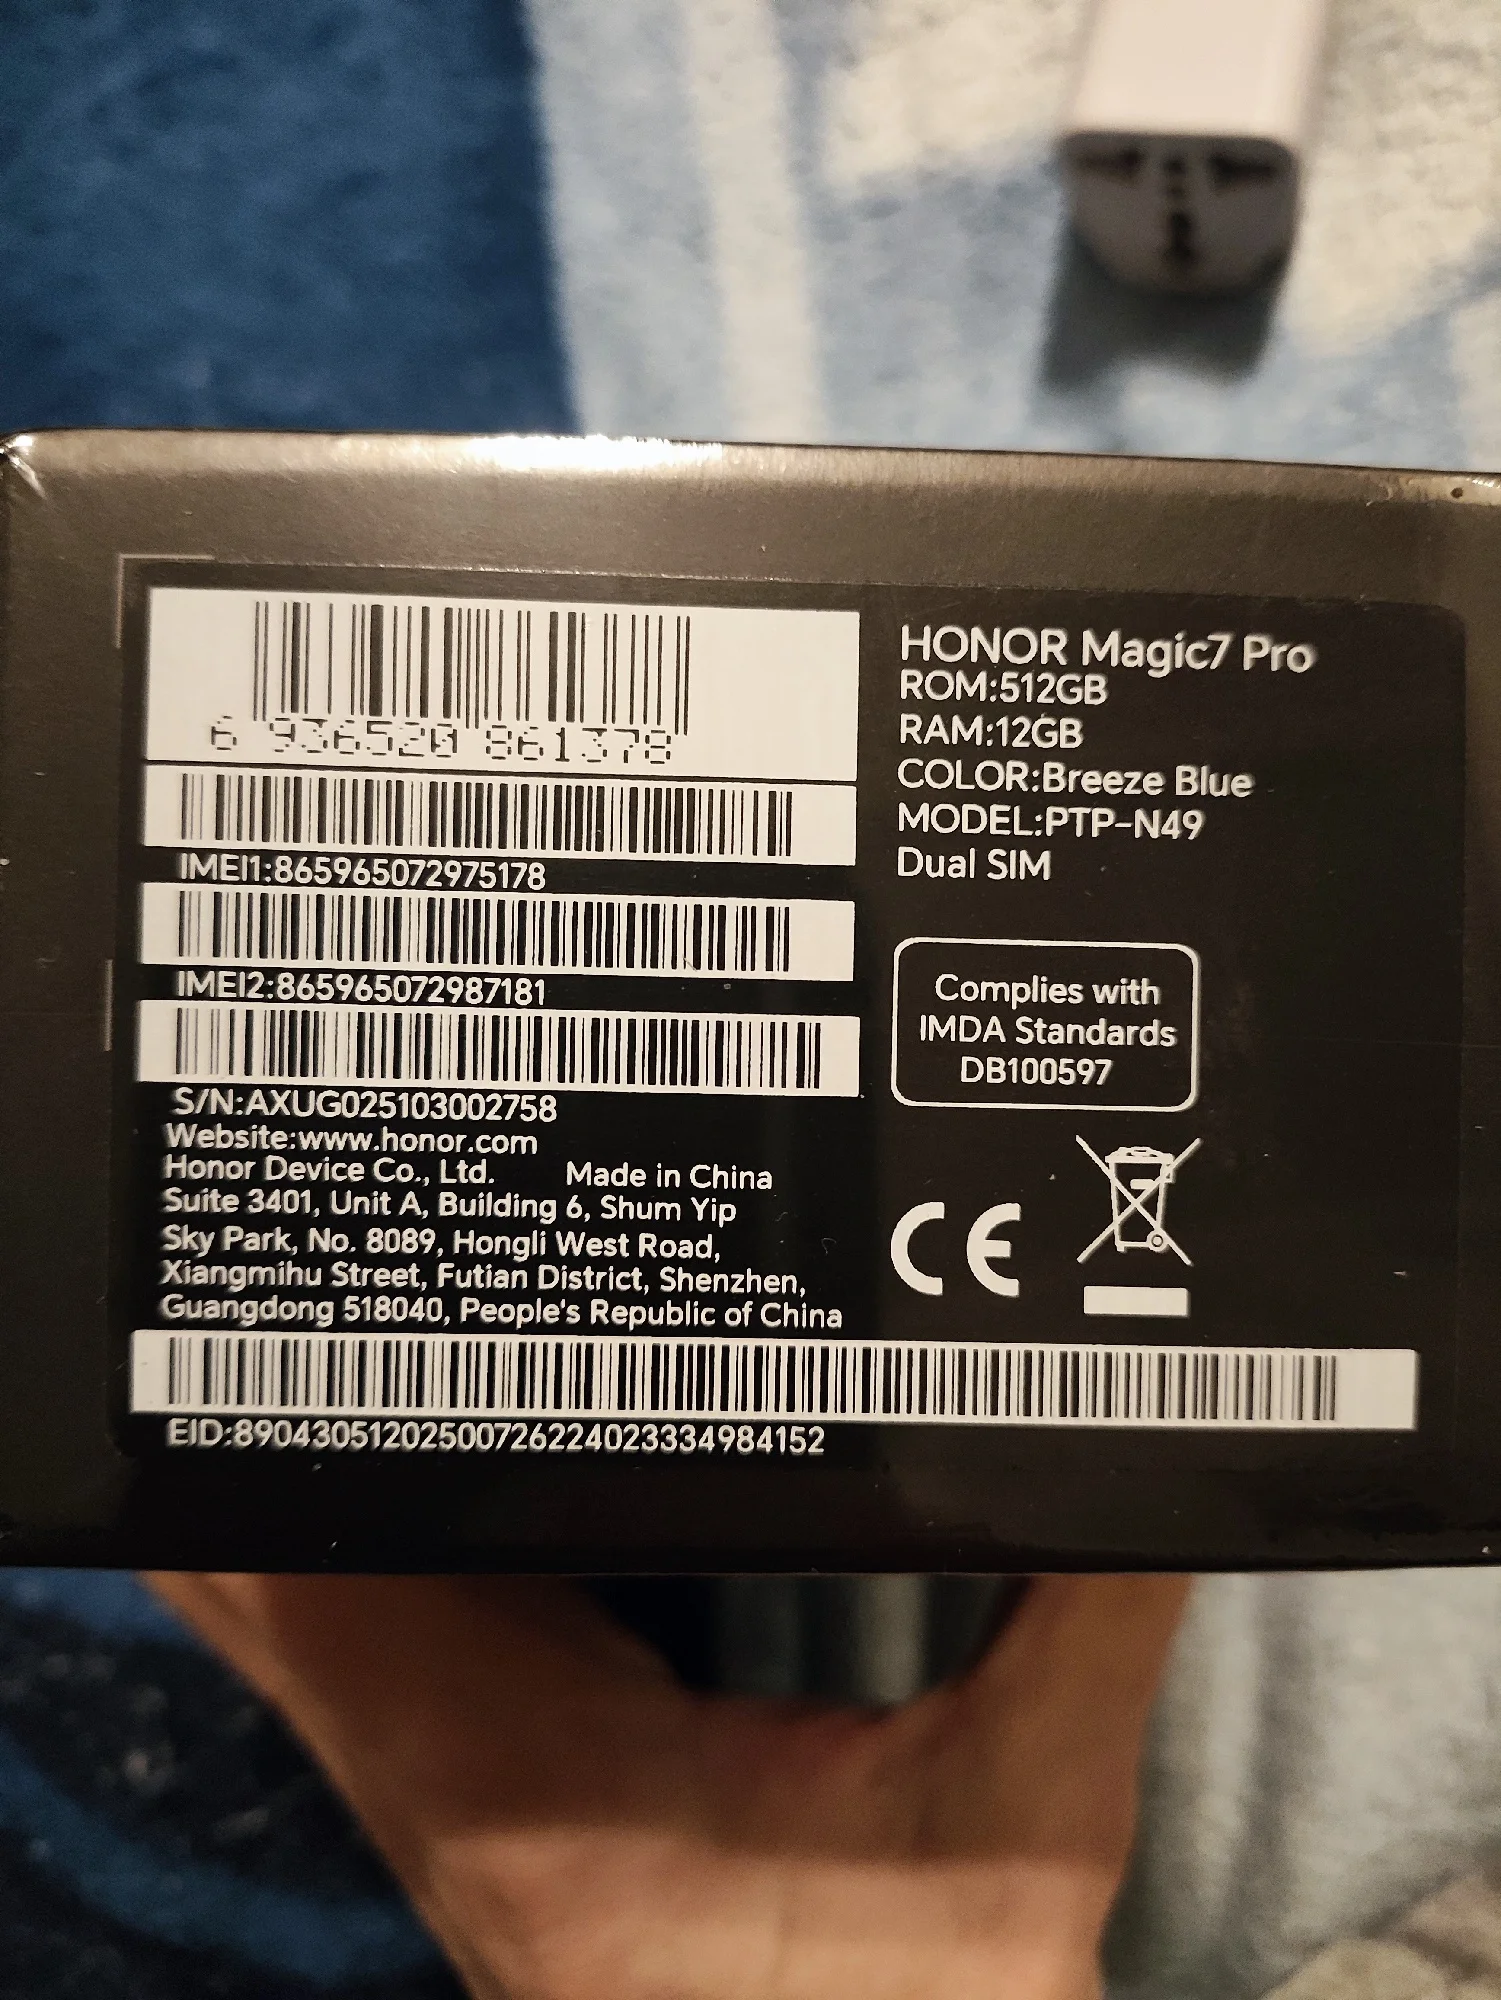 6 936520 861378
IMEI1:865965072975178
IMEI2:865965072987181
S/N:AXUG025103002758
Website:www.honor.com
Honor Device Co., Ltd. Made in China
Suite 3401, Unit A, Building 6, Shum Yip
Sky Park, No. 8089, Hongli West Road,
Xiangmihu Street, Futian District, Shenzhen,
Guangdong 518040, People's Republic of China
EID:89043051202500726224023334984152
HONOR Magic7 Pro
ROM:512GB
RAM:12GB
COLOR:Breeze Blue
MODEL:PTP-N49
Dual SIM
Complies with
IMDA Standards
DB100597
CE